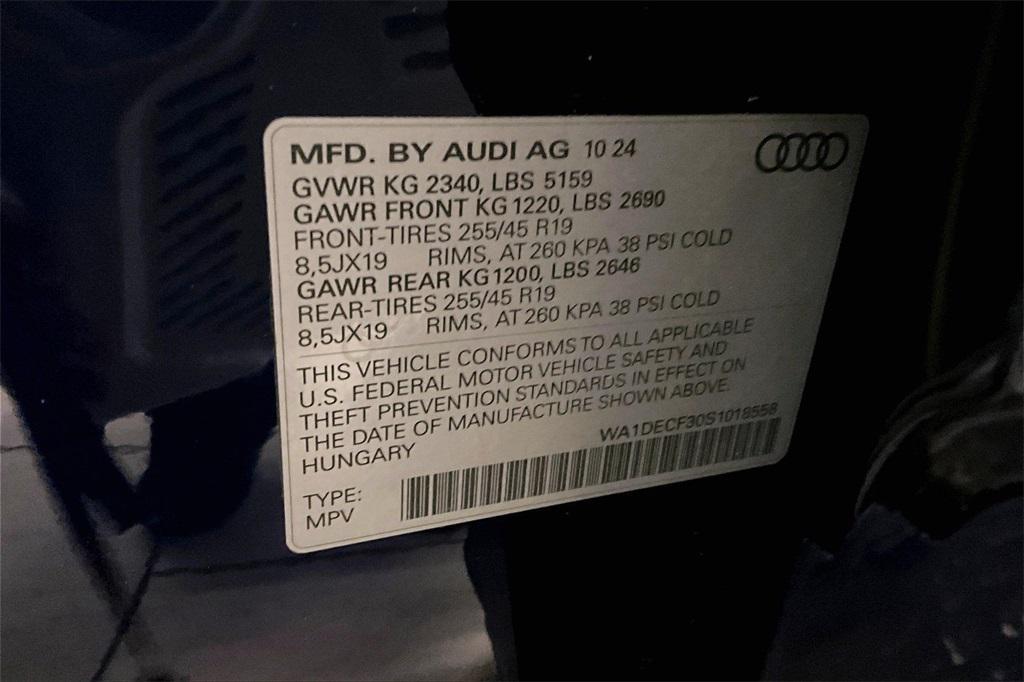 MFD. BY AUDI AG 10 24
GVWR KG 2340, LBS 5159
GAWR FRONT KG 1220, LBS 2690
FRONT-TIRES 255/45 R19
8,5JX19 RIMS, AT 260 KPA 38 PSI COLD
GAWR REAR KG 1200, LBS 2646
REAR-TIRES 255/45 R19
8,5JX19 RIMS, AT 260 KPA 38 PSI COLD
THIS VEHICLE CONFORMS TO ALL APPLICABLE
U.S. FEDERAL MOTOR VEHICLE SAFETY AND
THEFT PREVENTION STANDARDS IN EFFECT ON
THE DATE OF MANUFACTURE SHOWN ABOVE.
HUNGARY WA1DECF30S1018558
TYPE:
MPV